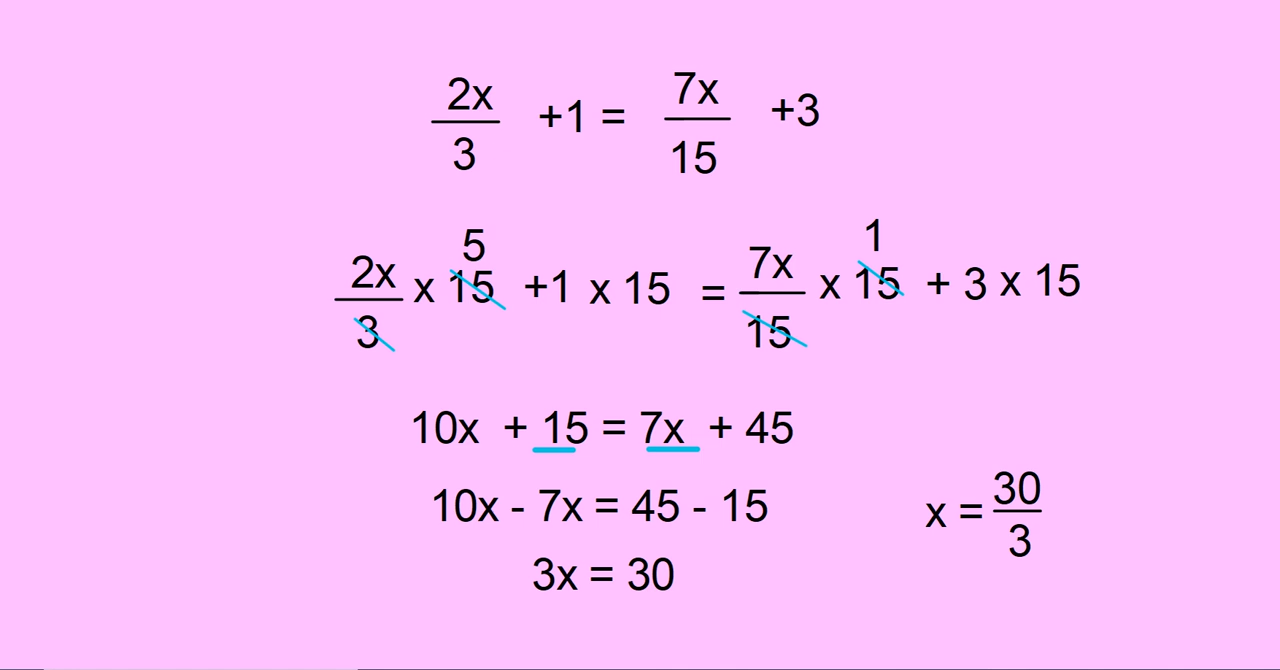 2x/3 +1 = 7x/15 +3
5 1
2x/3 x 15 +1 x 15 = 7x/15 x 15 + 3 x 15
10x + 15 = 7x + 45
10x - 7x = 45 - 15
x = 30/3
3x = 30